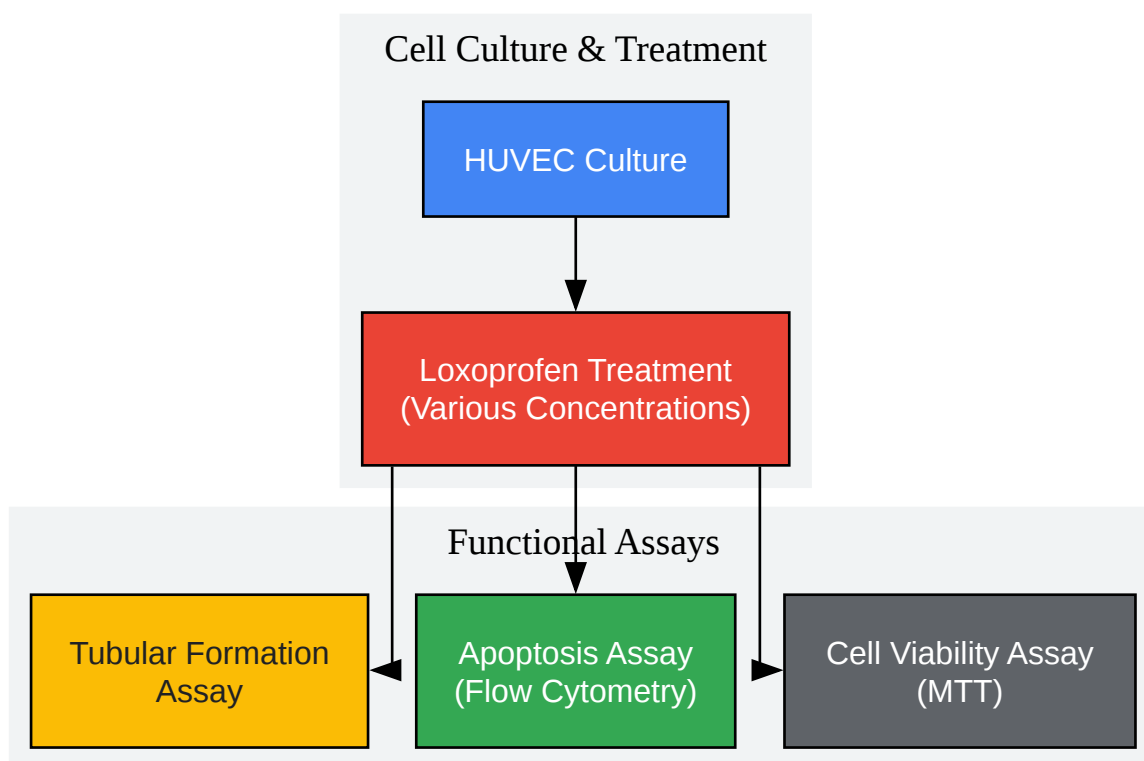 Cell Culture & Treatment
HUVEC Culture
Loxoprofen Treatment
(Various Concentrations)
Functional Assays
Tubular Formation
Assay
Apoptosis Assay
(Flow Cytometry)
Cell Viability Assay
(MTT)